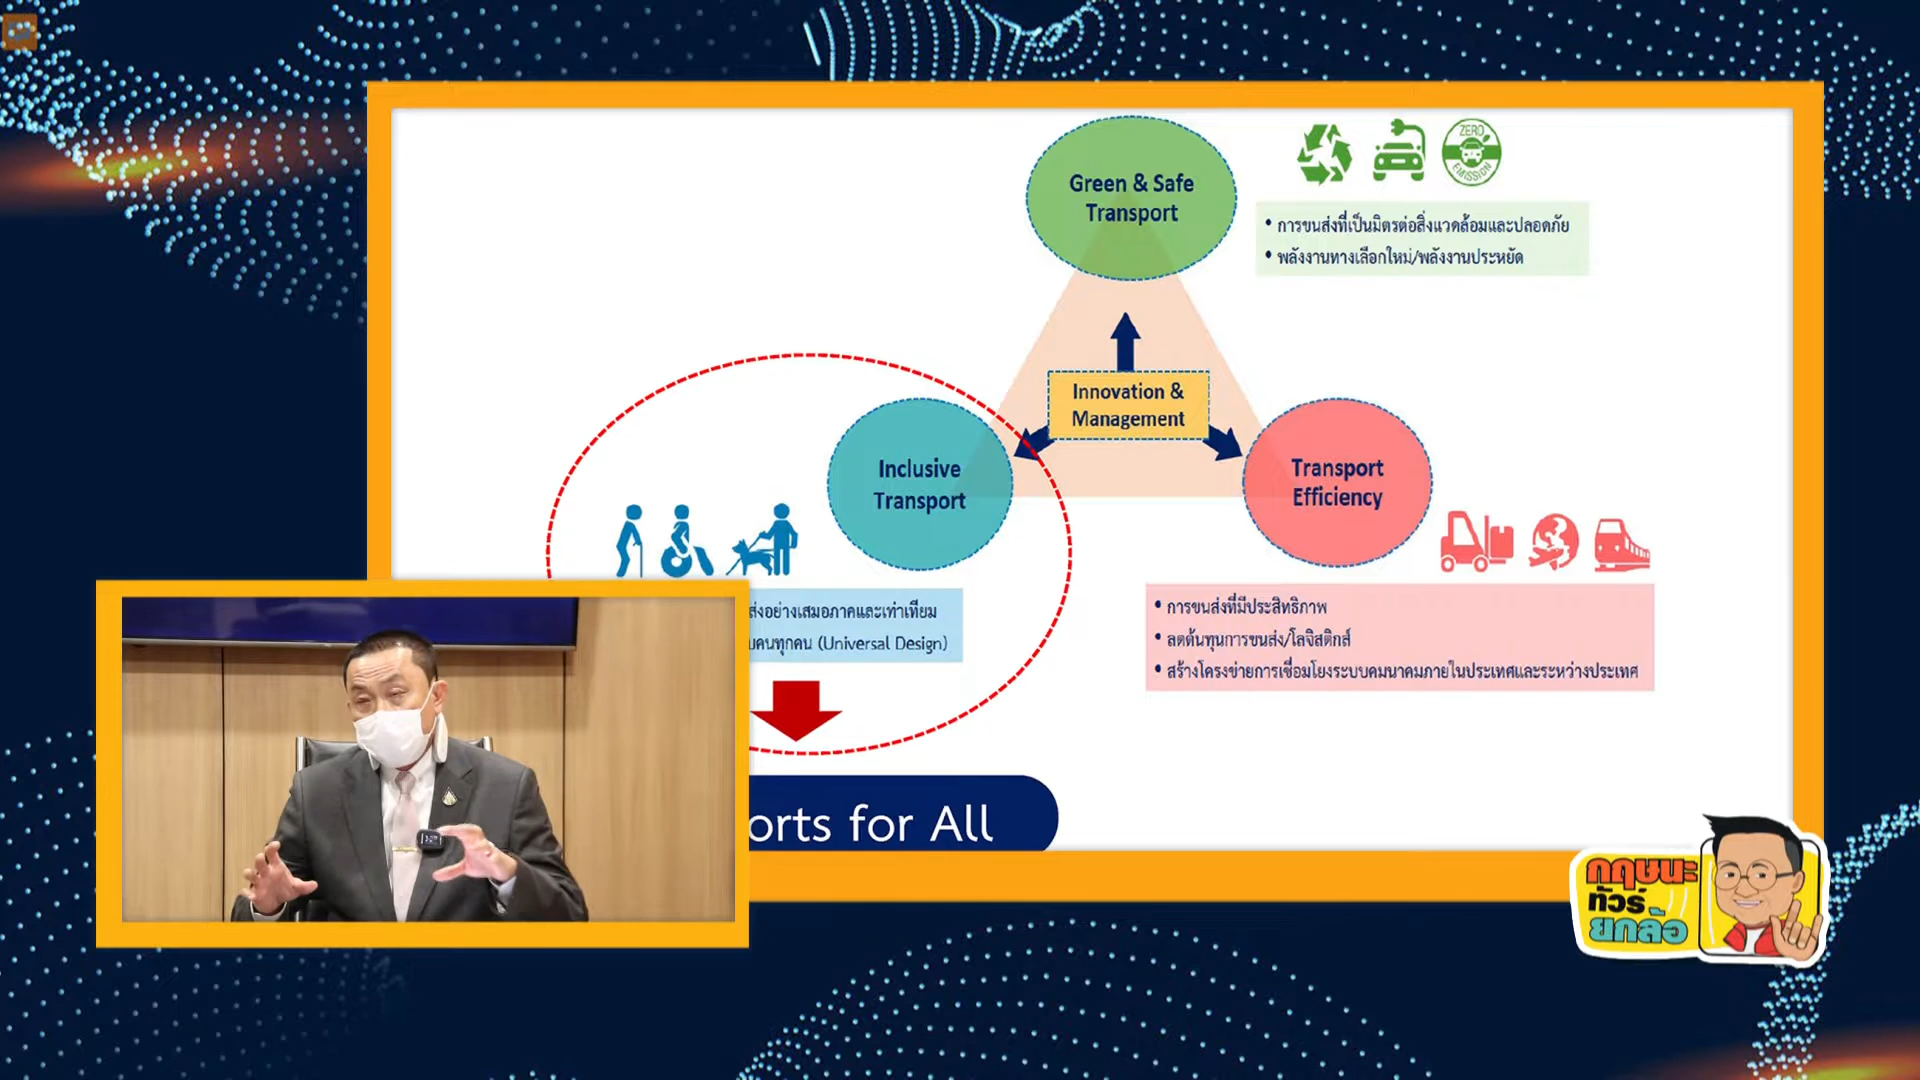 Green & Safe
Transport
ZERO
EMISSION
• การขนส่งที่เป็นมิตรต่อสิ่งแวดล้อมและปลอดภัย
• พลังงานทางเลือกใหม่/พลังงานประหยัด
Innovation &
Management
Inclusive
Transport
Transport
Efficiency
ส่งอย่างเสมอภาคและเท่าเทียม
คนทุกคน (Universal Design)
• การขนส่งที่มีประสิทธิภาพ
• ลดต้นทุนการขนส่ง/โลจิสติกส์
• สร้างโครงข่ายการเชื่อมโยงระบบคมนาคมภายในประเทศและระหว่างประเทศ
orts for All
กฤษนะ
ทัวร์
ยกล้อ